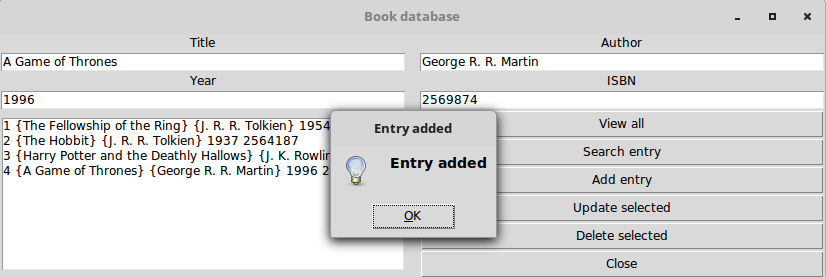 Book database
Title
Author
A Game of Thrones
George R. R. Martin
Year
ISBN
1996
2569874
1 {The Fellowship of the Ring} {J. R. R. Tolkien} 1954
2 {The Hobbit} {J. R. R. Tolkien} 1937 2564187
3 {Harry Potter and the Deathly Hallows} {J. K. Rowlin
4 {A Game of Thrones} {George R. R. Martin} 1996 2
Entry added
Entry added
OK
View all
Search entry
Add entry
Update selected
Delete selected
Close